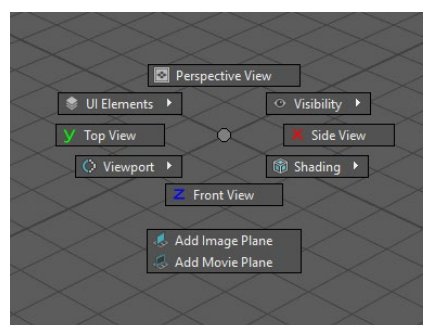 Perspective View
UI Elements
Visibility
y Top View
x Side View
Viewport
Shading
z Front View
Add Image Plane
Add Movie Plane